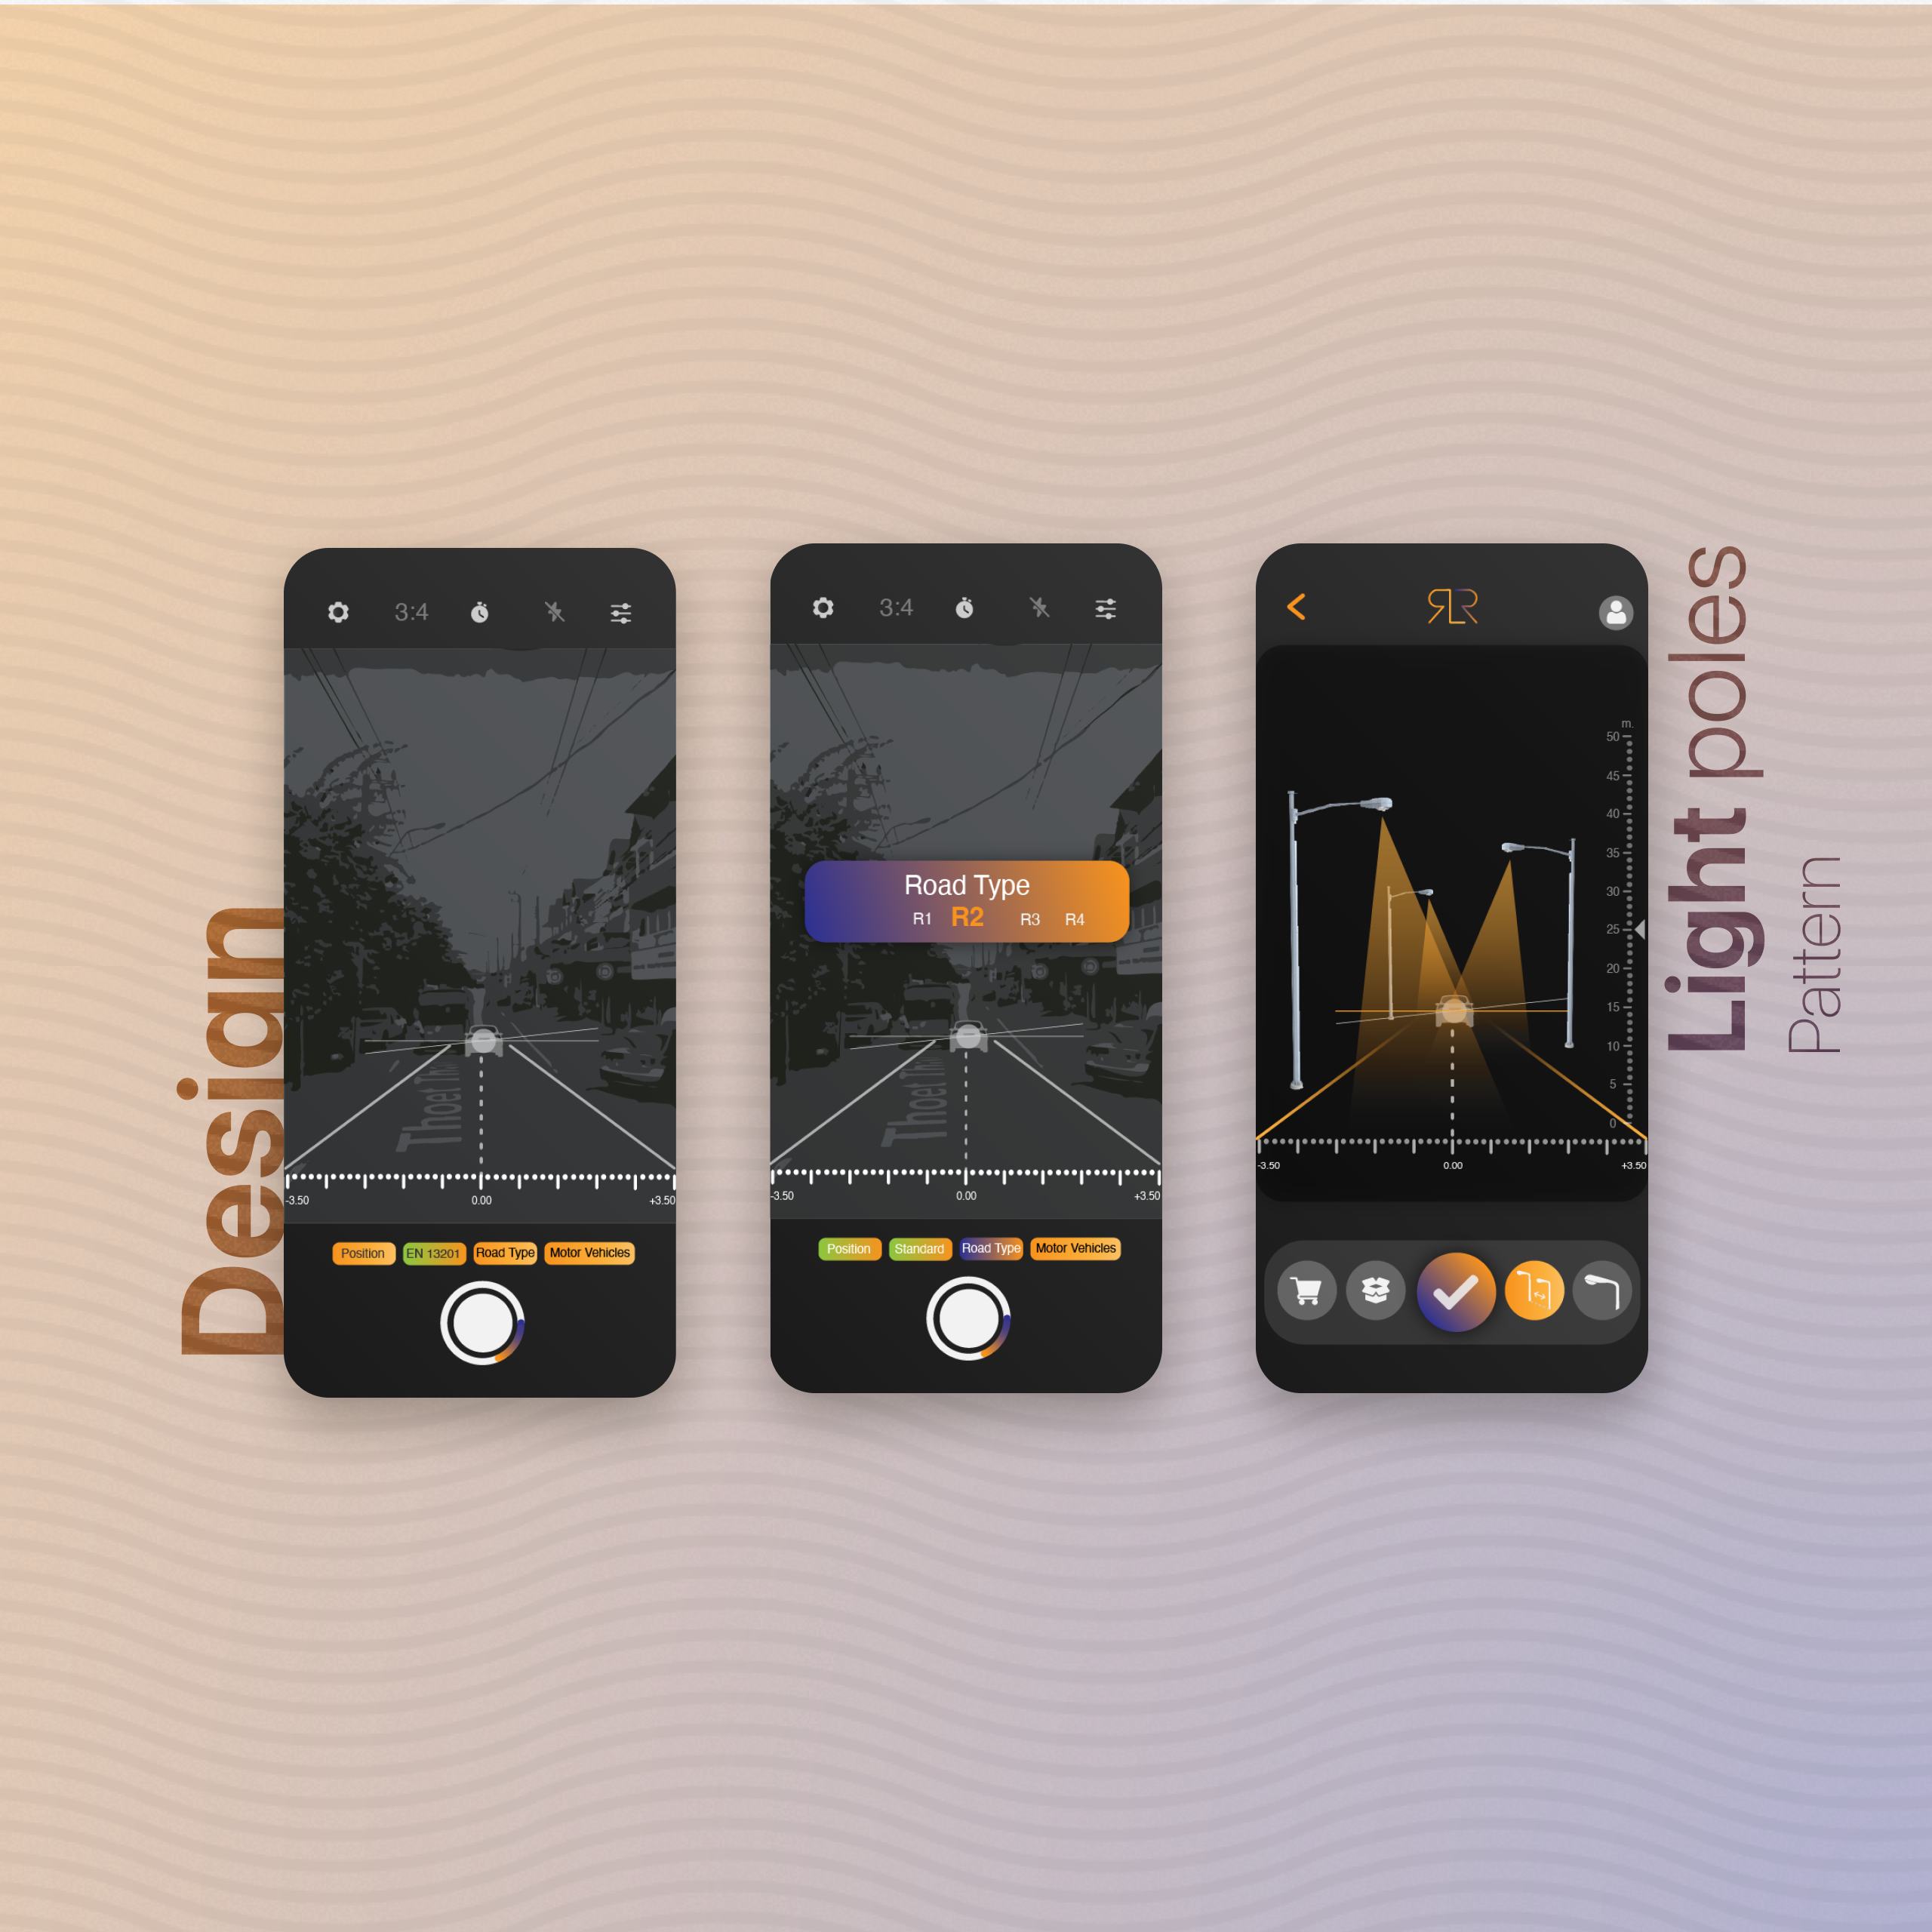 Design
3:4
-3.50 0.00 +3.50
Position EN 13201 Road Type Motor Vehicles
3:4
Road Type
R1 R2 R3 R4
-3.50 0.00 +3.50
Position Standard Road Type Motor Vehicles
m.
50
45
40
35
30
25
20
15
10
5
0
-3.50 0.00 +3.50
Light poles
Pattern